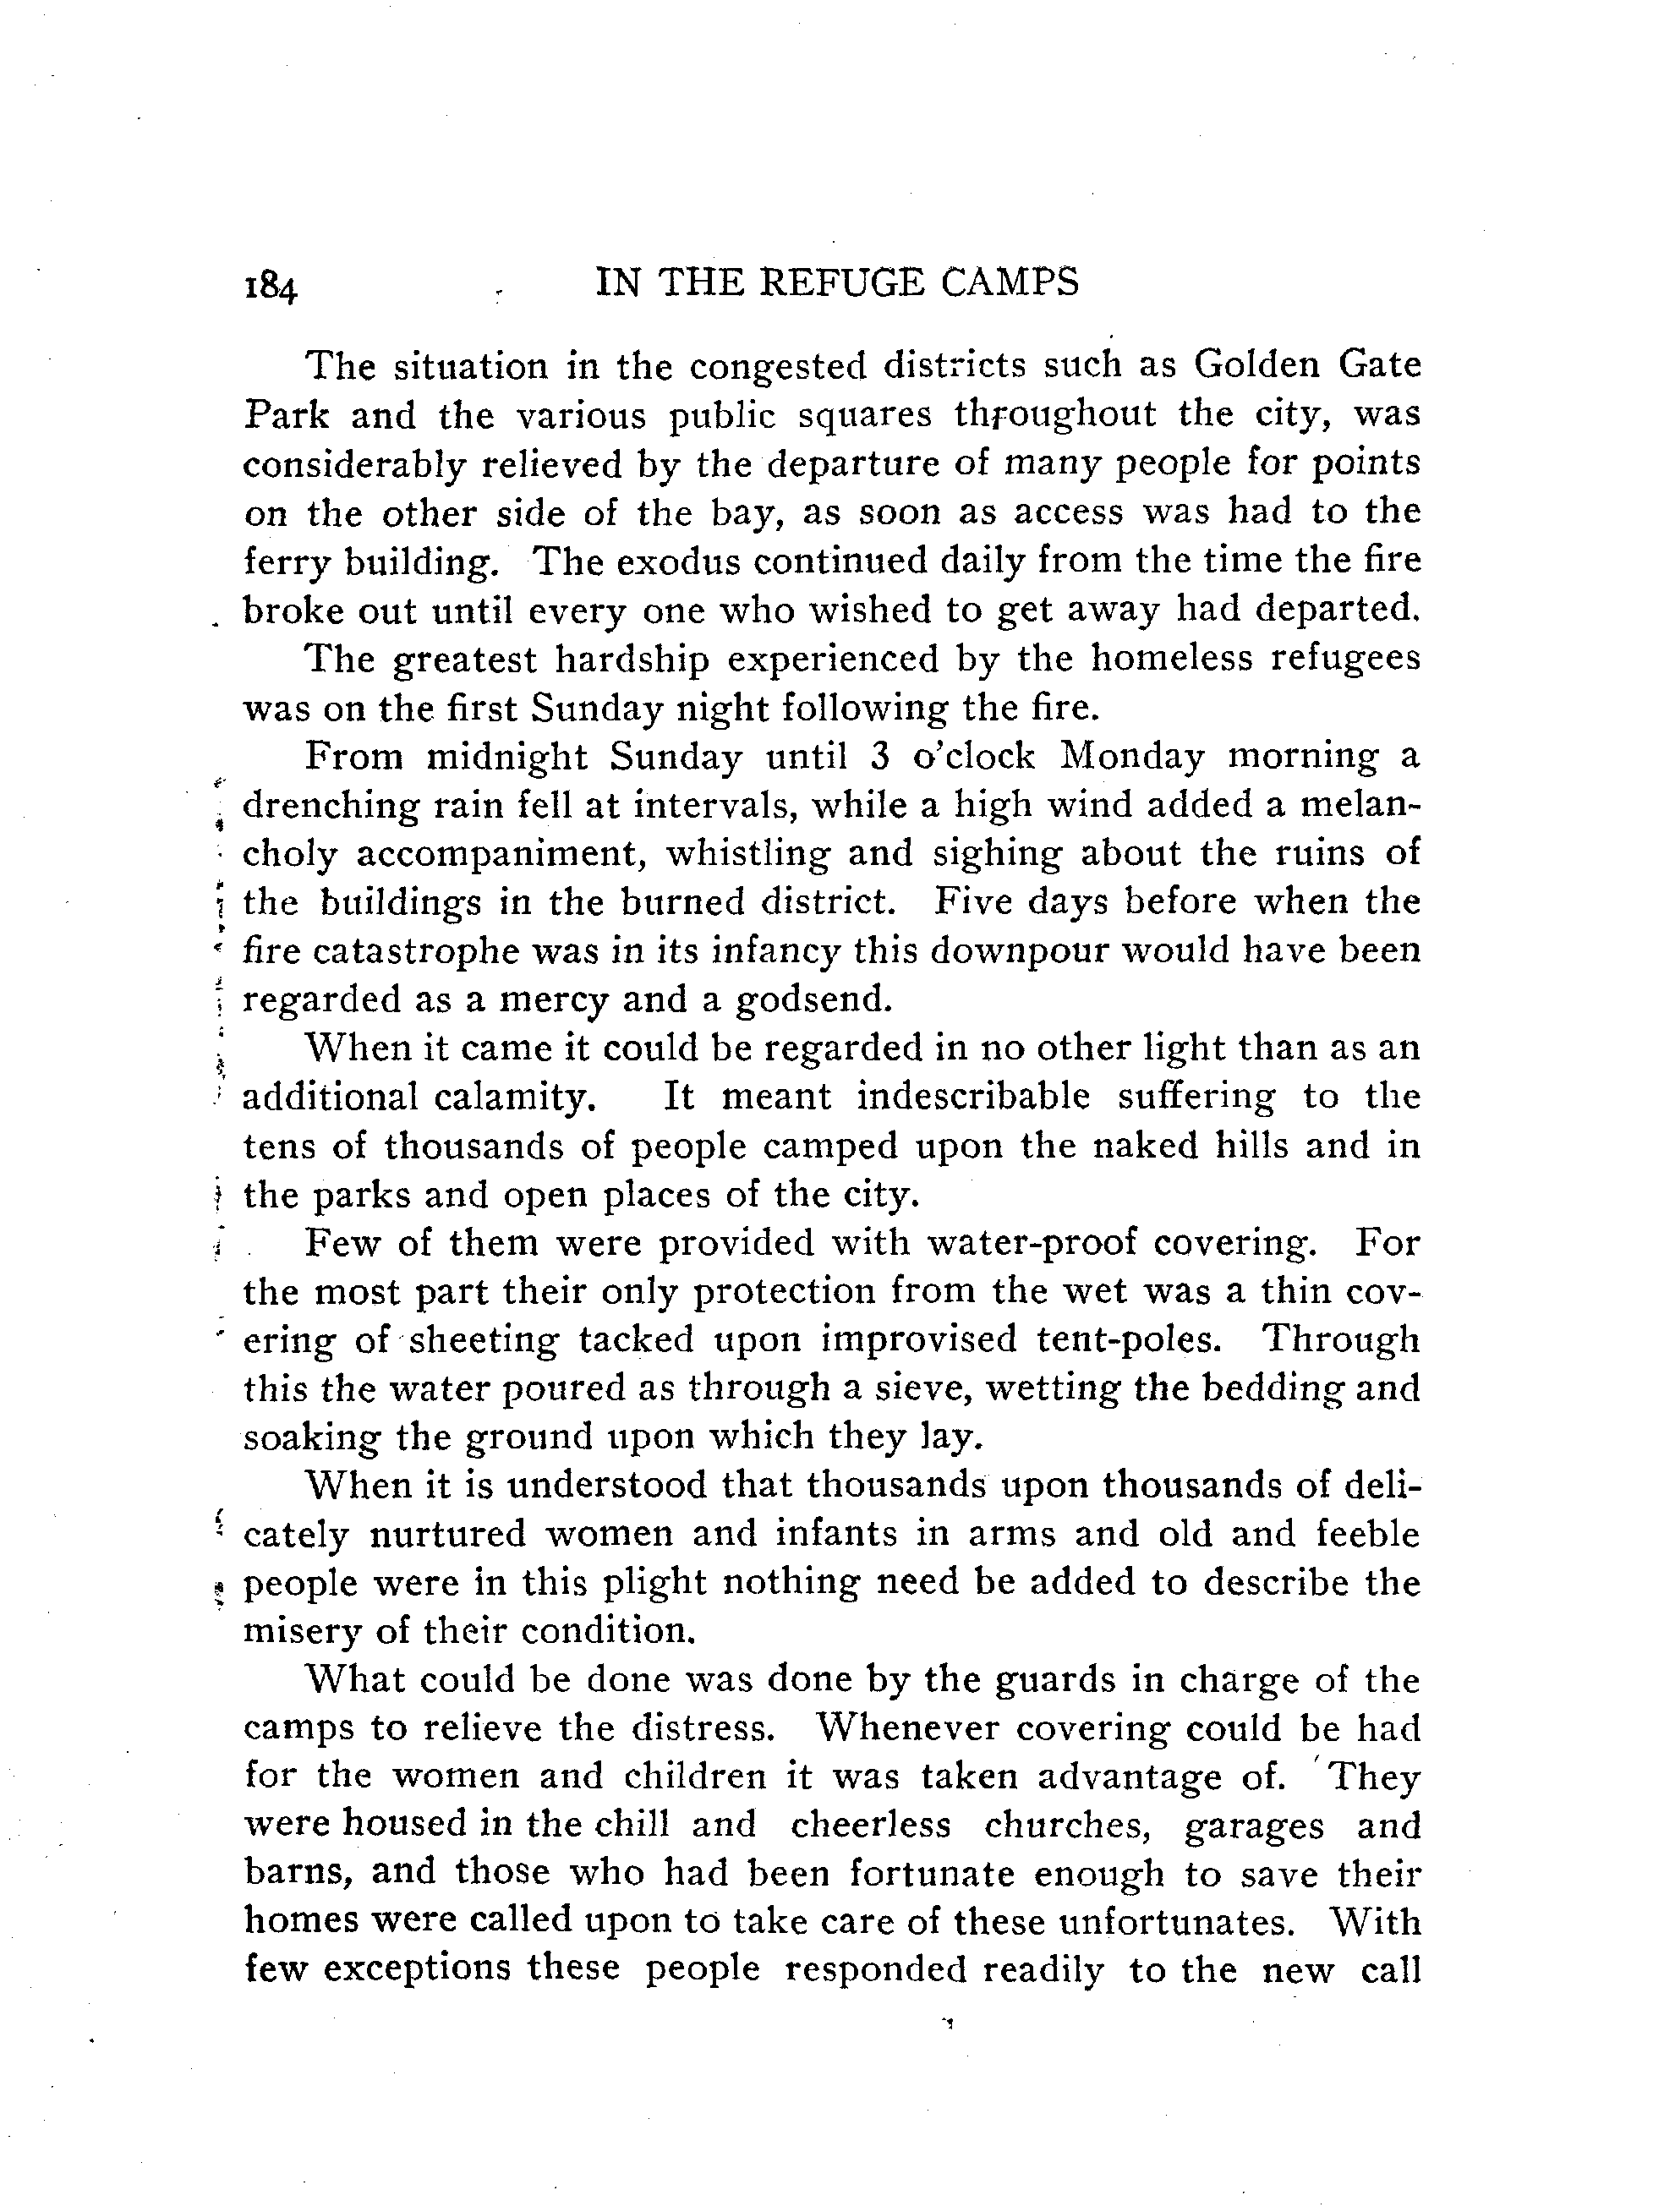 184 IN THE REFUGE CAMPS
The situation in the congested districts such as Golden Gate
Park and the various public squares throughout the city, was
considerably relieved by the departure of many people for points
on the other side of the bay, as soon as access was had to the
ferry building. The exodus continued daily from the time the fire
broke out until every one who wished to get away had departed.
The greatest hardship experienced by the homeless refugees
was on the first Sunday night following the fire.
From midnight Sunday until 3 o'clock Monday morning a
drenching rain fell at intervals, while a high wind added a melan-
choly accompaniment, whistling and sighing about the ruins of
the buildings in the burned district. Five days before when the
fire catastrophe was in its infancy this downpour would have been
regarded as a mercy and a godsend.
When it came it could be regarded in no other light than as an
additional calamity. It meant indescribable suffering to the
tens of thousands of people camped upon the naked hills and in
the parks and open places of the city.
Few of them were provided with water-proof covering. For
the most part their only protection from the wet was a thin cov-
ering of sheeting tacked upon improvised tent-poles. Through
this the water poured as through a sieve, wetting the bedding and
soaking the ground upon which they lay.
When it is understood that thousands upon thousands of deli-
cately nurtured women and infants in arms and old and feeble
people were in this plight nothing need be added to describe the
misery of their condition.
What could be done was done by the guards in charge of the
camps to relieve the distress. Whenever covering could be had
for the women and children it was taken advantage of. They
were housed in the chill and cheerless churches, garages and
barns, and those who had been fortunate enough to save their
homes were called upon to take care of these unfortunates. With
few exceptions these people responded readily to the new call